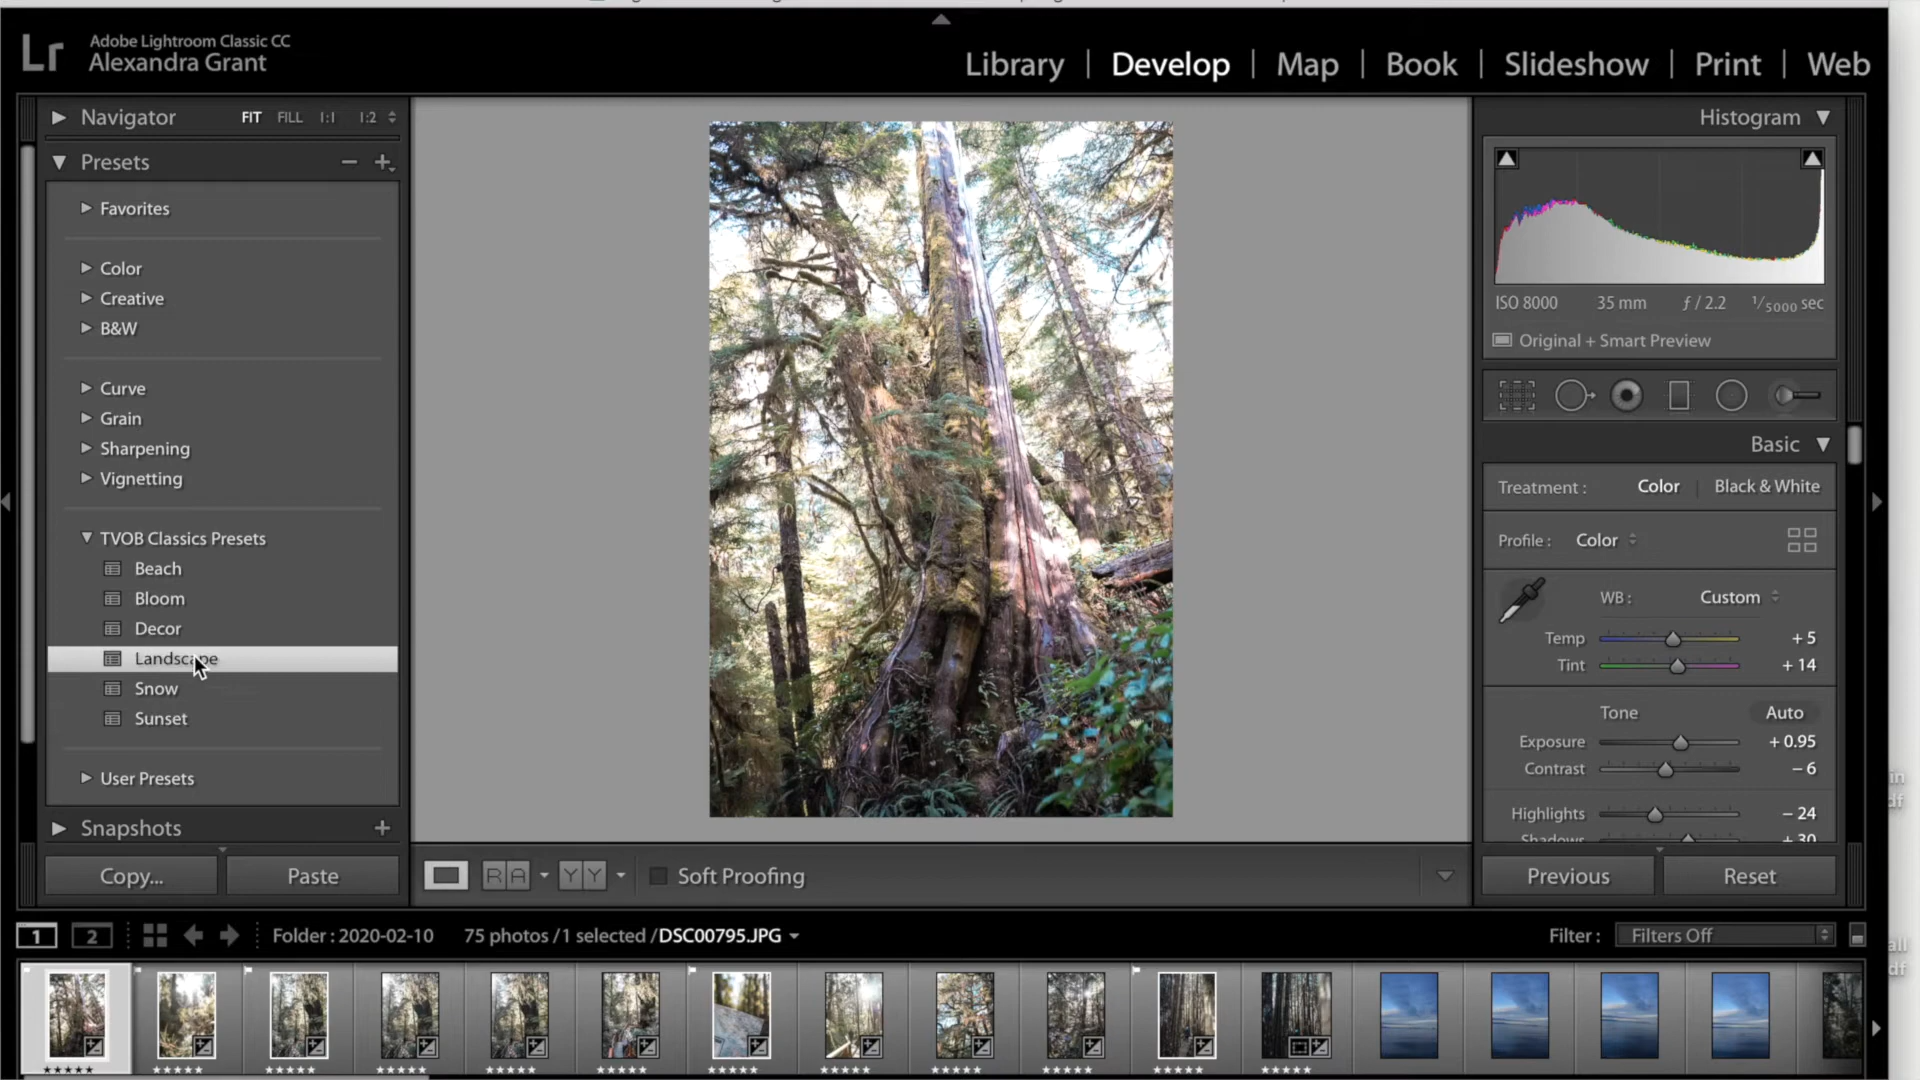 Lr
Adobe Lightroom Classic CC
Alexandra Grant
Library | Develop | Map | Book | Slideshow | Print | Web
Navigator FIT FILL 1:1 1:2
Presets
Favorites
Color
Creative
B&W
Curve
Grain
Sharpening
Vignetting
TVOB Classics Presets
Beach
Bloom
Decor
Landscape
Snow
Sunset
User Presets
Snapshots
Copy... Paste
RA YY Soft Proofing
Histogram
ISO 8000 35 mm ƒ / 2.2 1/5000 sec
Original + Smart Preview
Basic
Treatment : Color | Black & White
Profile : Color
WB : Custom
Temp + 5
Tint + 14
Tone Auto
Exposure + 0.95
Contrast – 6
Highlights – 24
Shadows + 30
Previous Reset
1 2 Folder : 2020-02-10 75 photos /1 selected /DSC00795.JPG Filter : Filters Off